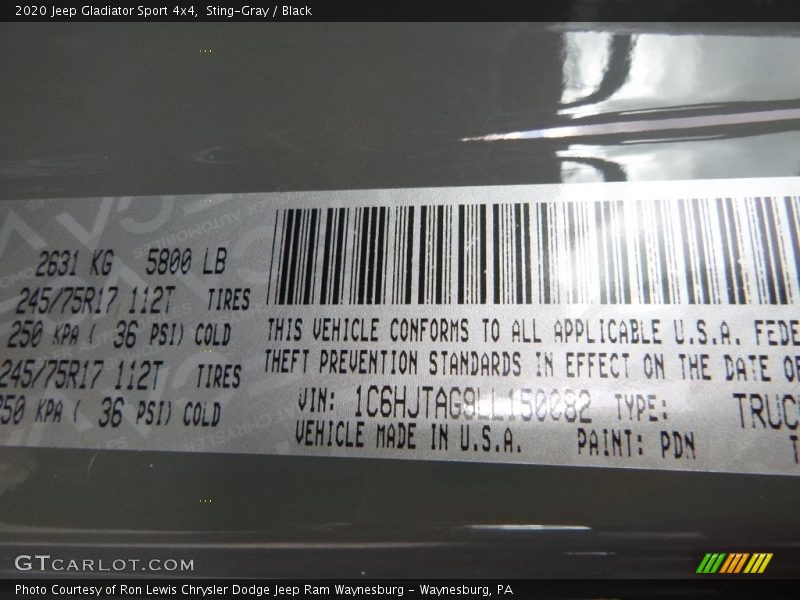 2020 Jeep Gladiator Sport 4x4,  Sting-Gray / Black
2631 KG 5800 LB
245/75R17 112T TIRES
250 KPA ( 36 PSI) COLD
245/75R17 112T TIRES
250 KPA ( 36 PSI) COLD
THIS VEHICLE CONFORMS TO ALL APPLICABLE U.S.A. FEDE
THEFT PREVENTION STANDARDS IN EFFECT ON THE DATE OF
VIN: 1C6HJTAG9LL150082 TYPE: TRUC
VEHICLE MADE IN U.S.A. PAINT: PDN
GTCARLOT.COM
Photo Courtesy of Ron Lewis Chrysler Dodge Jeep Ram Waynesburg - Waynesburg, PA